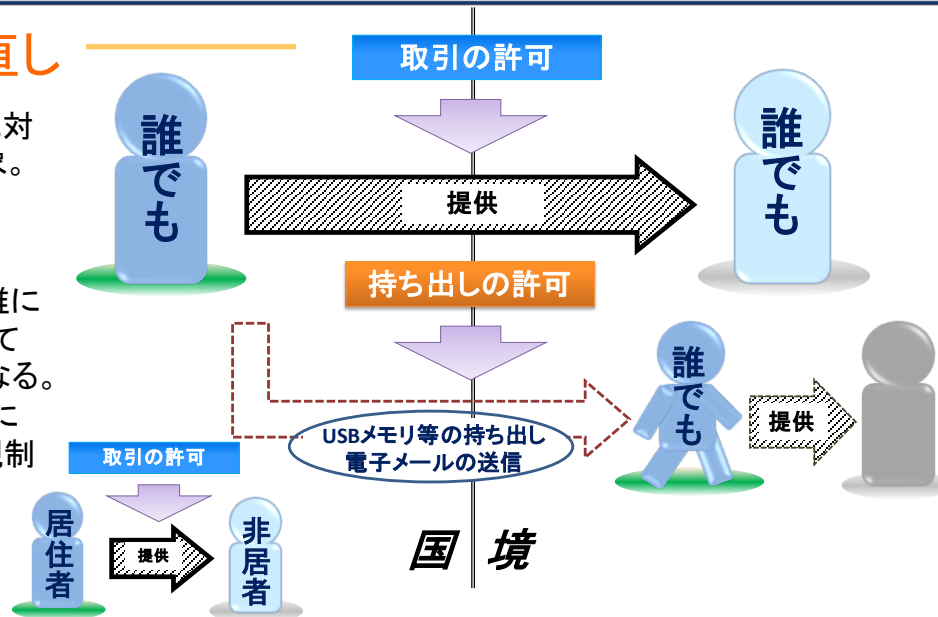 直し
取引の許可
対
。
誰でも
誰でも
提供
持ち出しの許可
に
て
なる。
に
規制
誰でも
提供
USBメモリ等の持ち出し
電子メールの送信
取引の許可
居住者
提供
非居者
国境